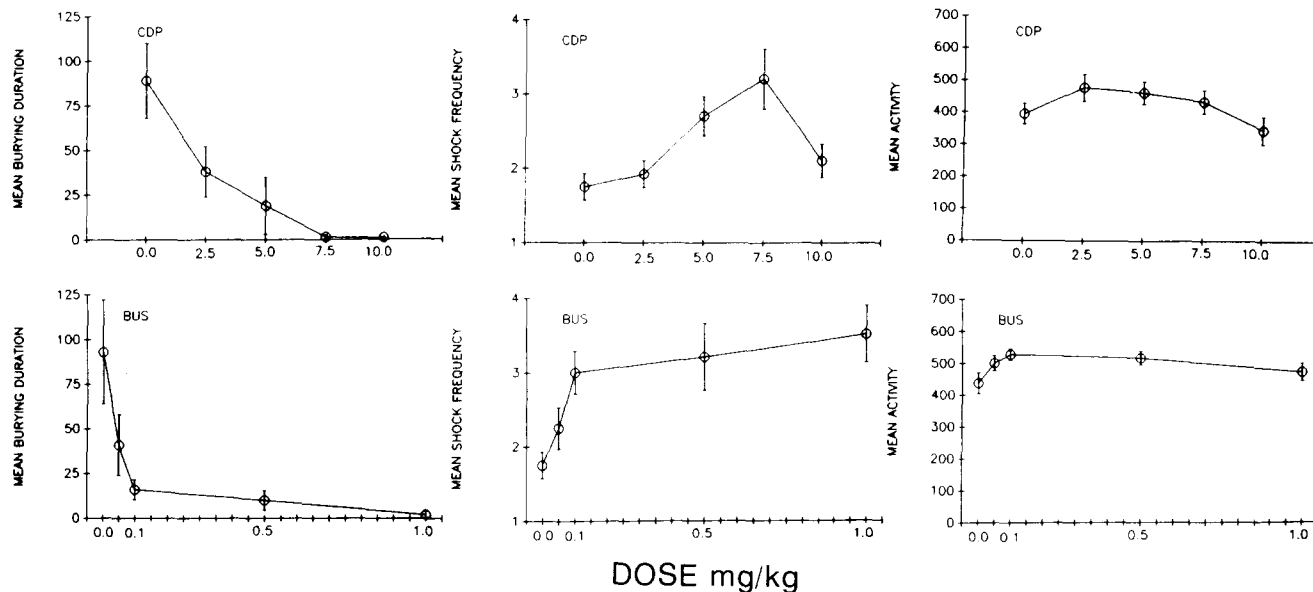 MEAN BURYING DURATION
125
100
75
50
25
0
CDP
0.0 2.5 5.0 7.5 10.0
MEAN SHOCK FREQUENCY
4
3
2
1
CDP
0.0 2.5 5.0 7.5 10.0
MEAN ACTIVITY
700
600
500
400
300
200
100
0
CDP
0.0 2.5 5.0 7.5 10.0
MEAN BURYING DURATION
125
100
75
50
25
0
BUS
0.0 0.1 0.5 1.0
MEAN SHOCK FREQUENCY
4
3
2
1
BUS
0.0 0.1 0.5 1.0
MEAN ACTIVITY
700
600
500
400
300
200
100
0
BUS
0.0 0.1 0.5 1.0
DOSE mg/kg